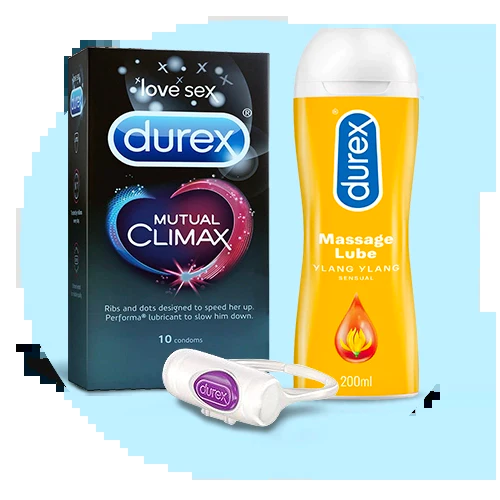 love sex
durex®
MUTUAL
CLIMAX
Ribs and dots designed to speed her up.
Performa® lubricant to slow him down.
10 condoms
durex
Massage
Lube
YLANG YLANG
SENSUAL
200ml
durex